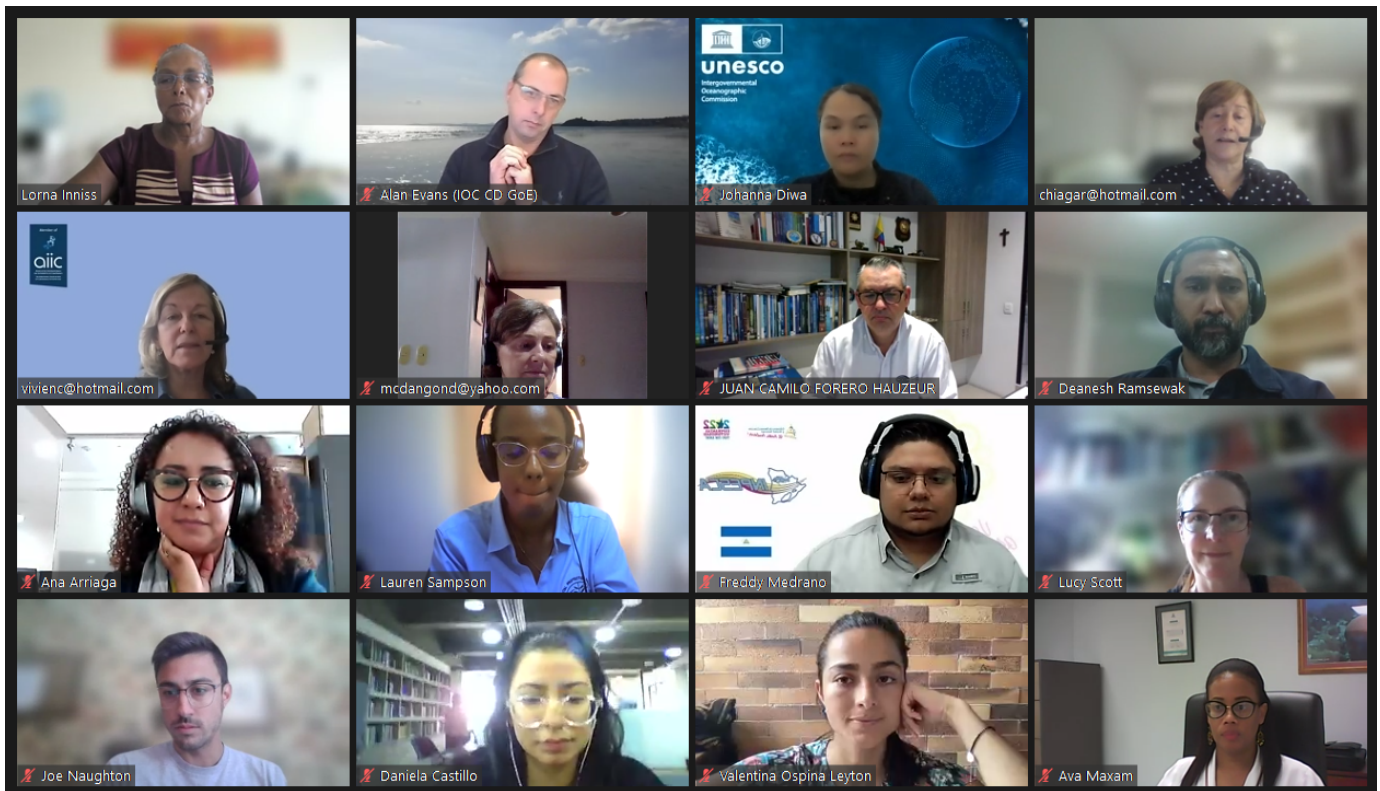 Lorna Inniss
Alan Evans (IOC CD GoE)
unesco
Intergovernmental
Oceanographic
Commission
Johanna Diwa
chiagar@hotmail.com
aiic
vivienc@hotmail.com
mcdangond@yahoo.com
JUAN CAMILO FORERO HAUZEUR
Deanesh Ramsewak
Ana Arriaga
Lauren Sampson
2022
Freddy Medrano
Lucy Scott
Joe Naughton
Daniela Castillo
Valentina Ospina Leyton
Ava Maxam